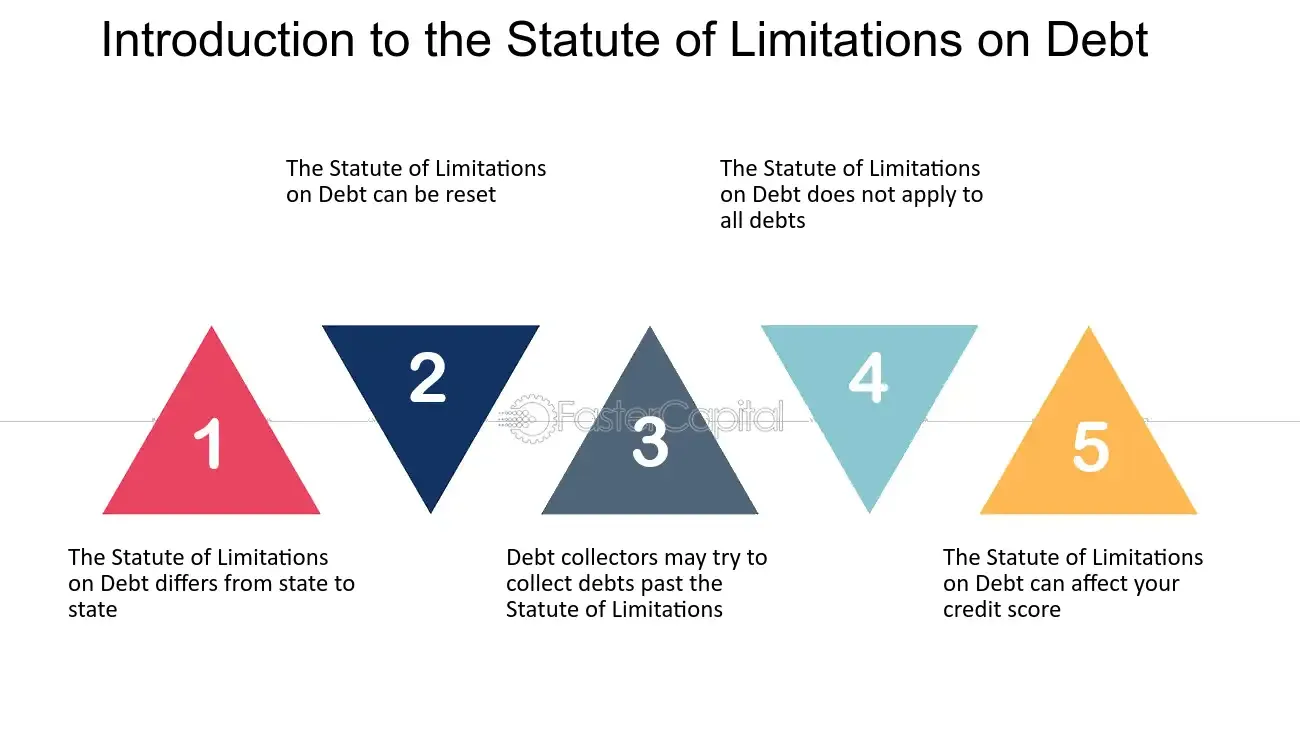 Introduction to the Statute of Limitations on Debt
The Statute of Limitations
on Debt can be reset
The Statute of Limitations
on Debt does not apply to
all debts
1
2
3
4
5
FasterCapital
The Statute of Limitations
on Debt differs from state to
state
Debt collectors may try to
collect debts past the
Statute of Limitations
The Statute of Limitations
on Debt can affect your
credit score